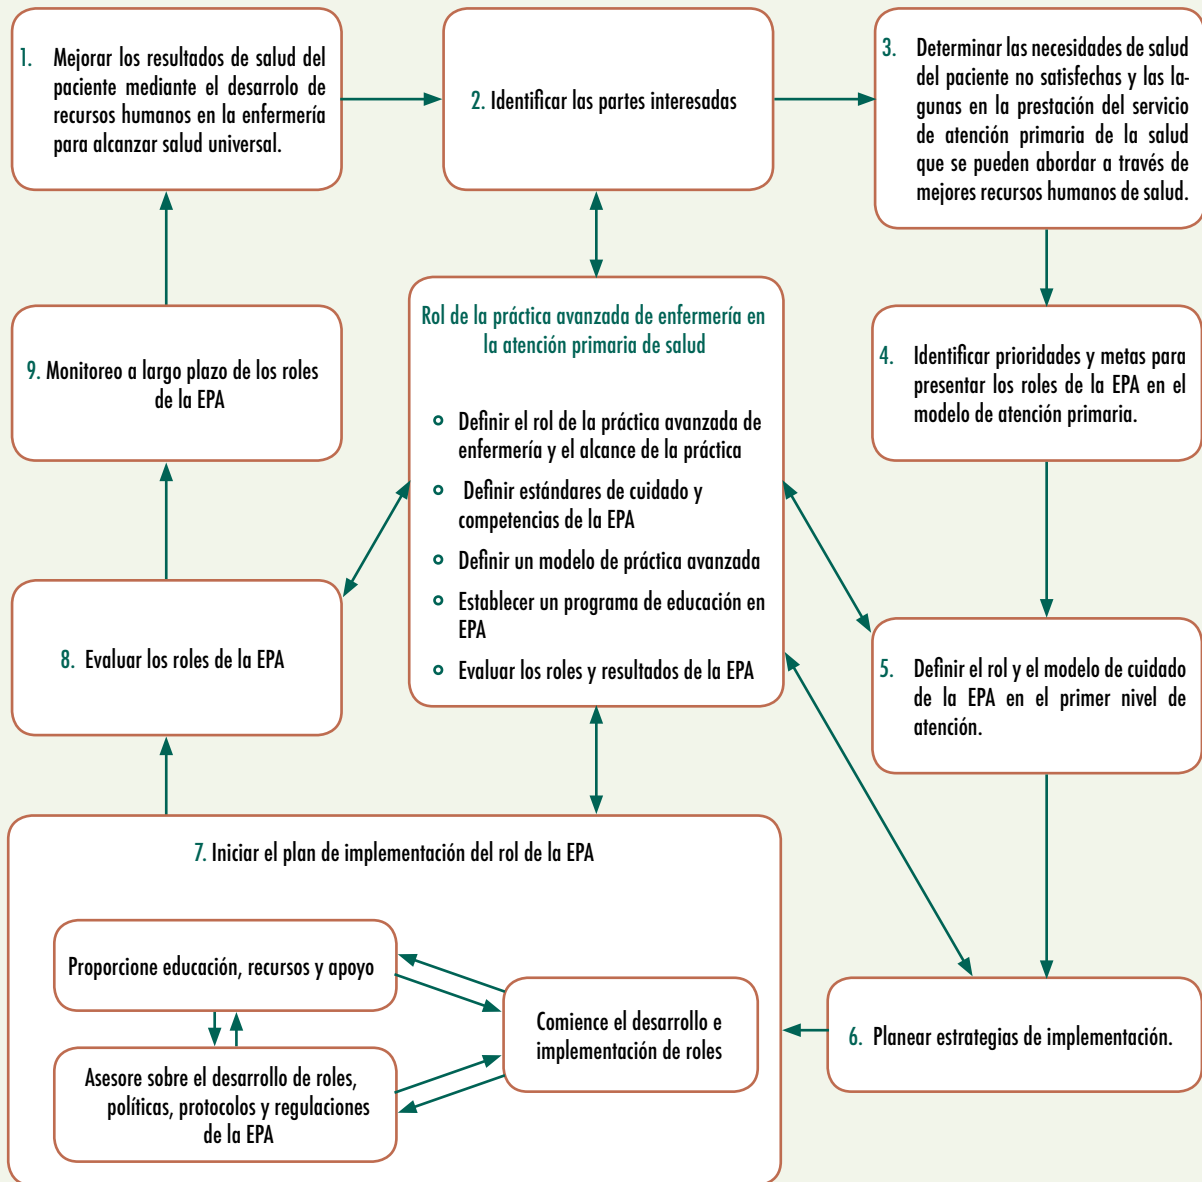 1. Mejorar los resultados de salud del
paciente mediante el desarrolo de
recursos humanos en la enfermería
para alcanzar salud universal.
2. Identificar las partes interesadas
3. Determinar las necesidades de salud
del paciente no satisfechas y las la-
gunas en la prestación del servicio
de atención primaria de la salud
que se pueden abordar a través de
mejores recursos humanos de salud.
Rol de la práctica avanzada de enfermería en
la atención primaria de salud
Definir el rol de la práctica avanzada de
enfermería y el alcance de la práctica
Definir estándares de cuidado y
competencias de la EPA
Definir un modelo de práctica avanzada
Establecer un programa de educación en
EPA
Evaluar los roles y resultados de la EPA
4. Identificar prioridades y metas para
presentar los roles de la EPA en el
modelo de atención primaria.
5. Definir el rol y el modelo de cuidado
de la EPA en el primer nivel de
atención.
6. Planear estrategias de implementación.
7. Iniciar el plan de implementación del rol de la EPA
Proporcione educación, recursos y apoyo
Asesore sobre el desarrollo de roles,
políticas, protocolos y regulaciones
de la EPA
Comience el desarrollo e
implementación de roles
8. Evaluar los roles de la EPA
9. Monitoreo a largo plazo de los roles
de la EPA